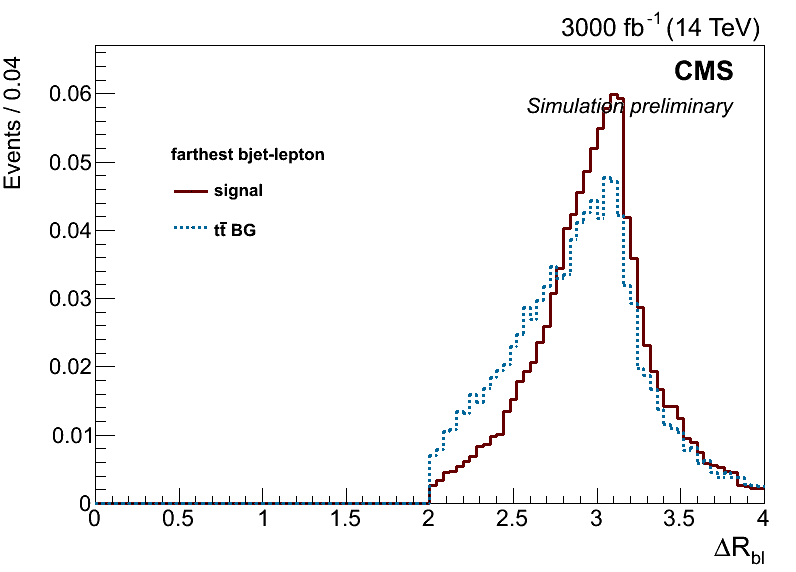 3000 fb⁻¹ (14 TeV)
CMS
Simulation preliminary
Events / 0.04
0.06
0.05
0.04
0.03
0.02
0.01
0
farthest bjet-lepton
signal
tt̄ BG
0 0.5 1 1.5 2 2.5 3 3.5 4
ΔR_bl